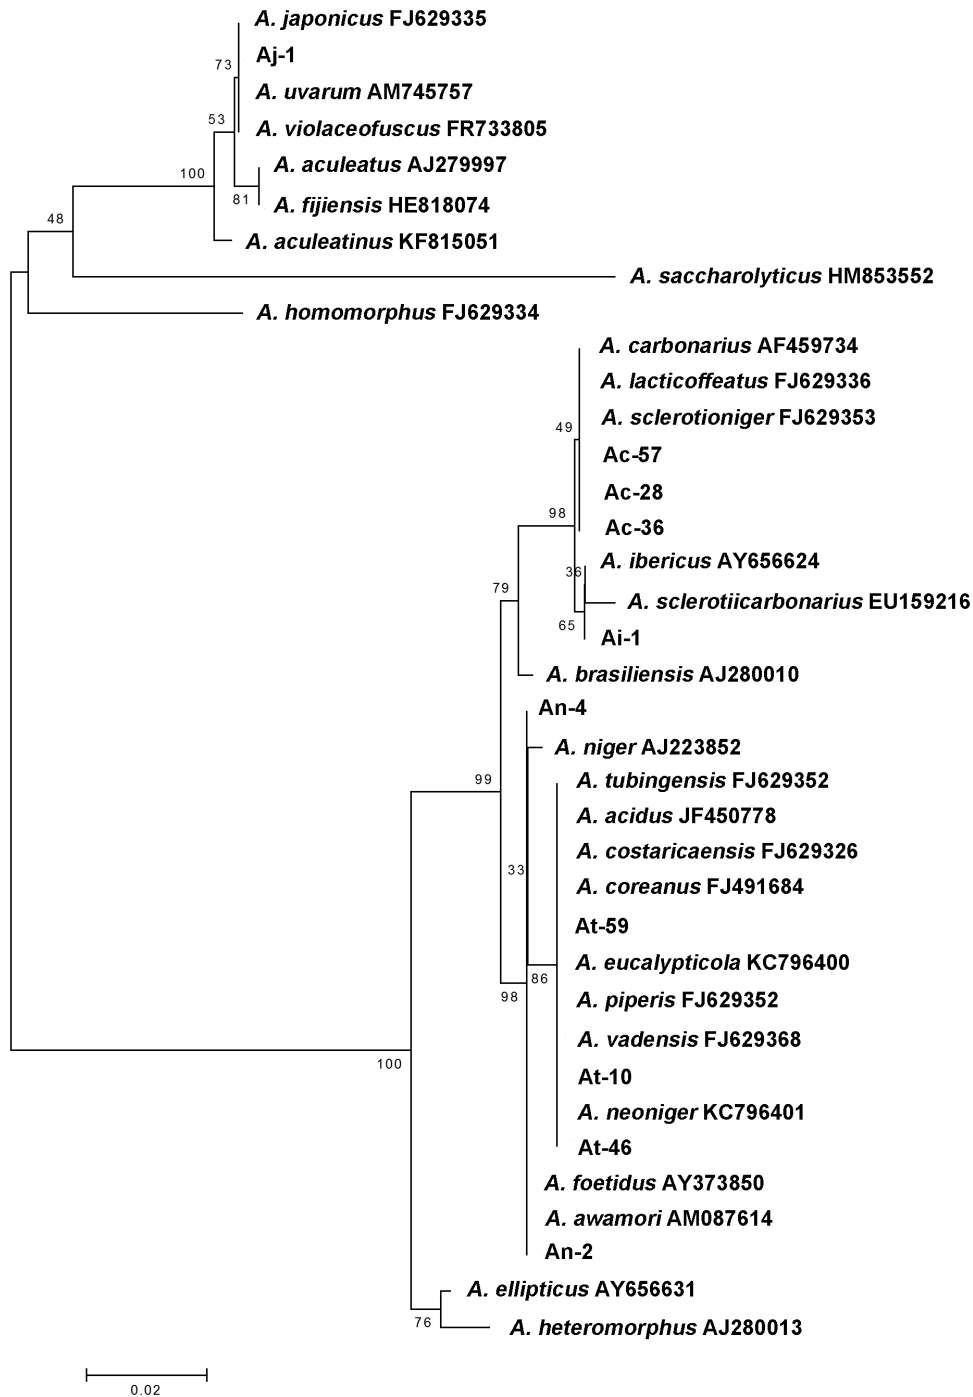 A. japonicus FJ629335
Aj-1
73
A. uvarum AM745757
53
A. violaceofuscus FR733805
A. aculeatus AJ279997
100
81
A. fijiensis HE818074
48
A. aculeatinus KF815051
A. saccharolyticus HM853552
A. homomorphus FJ629334
A. carbonarius AF459734
A. lacticoffeatus FJ629336
A. sclerotioniger FJ629353
49
Ac-57
Ac-28
98
Ac-36
A. ibericus AY656624
36
79
A. sclerotiicarbonarius EU159216
65
Ai-1
A. brasiliensis AJ280010
An-4
A. niger AJ223852
99
A. tubingensis FJ629352
A. acidus JF450778
A. costaricaensis FJ629326
33
A. coreanus FJ491684
At-59
A. eucalypticola KC796400
86
98
A. piperis FJ629352
A. vadensis FJ629368
100
At-10
A. neoniger KC796401
At-46
A. foetidus AY373850
A. awamori AM087614
An-2
A. ellipticus AY656631
76
A. heteromorphus AJ280013
0.02